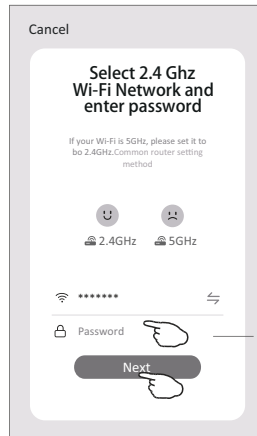 Cancel
Select 2.4 Ghz
Wi-Fi Network and
enter password
If your Wi-Fi is 5GHz, please set it to
bo 2.4GHz.Common router setting
method
2.4GHz 5GHz
*******
Password
Next